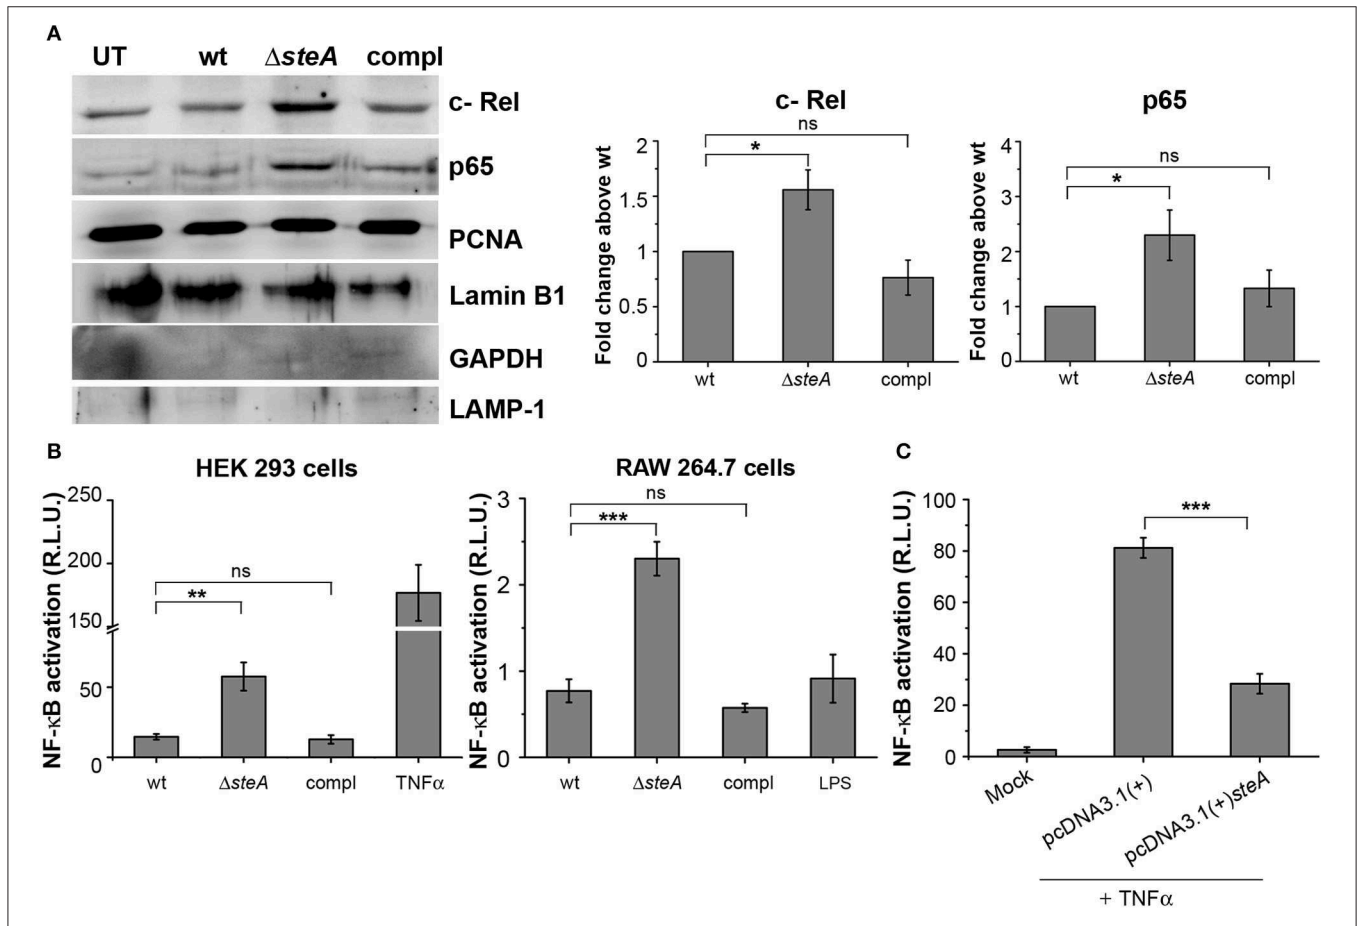 A
UT wt ΔsteA compl
c- Rel
p65
PCNA
Lamin B1
GAPDH
LAMP-1
c- Rel
ns
*
Fold change above wt
2
1.5
1
0.5
0
wt ΔsteA compl
p65
ns
*
Fold change above wt
4
3
2
1
0
wt ΔsteA compl
B
HEK 293 cells
NF-κB activation (R.L.U.)
250
200
150
50
0
ns
**
wt ΔsteA compl TNFα
RAW 264.7 cells
NF-κB activation (R.L.U.)
3
2
1
0
ns
***
wt ΔsteA compl LPS
C
NF-κB activation (R.L.U.)
100
80
60
40
20
0
***
Mock
pcDNA3.1(+)
pcDNA3.1(+)steA
+ TNFα